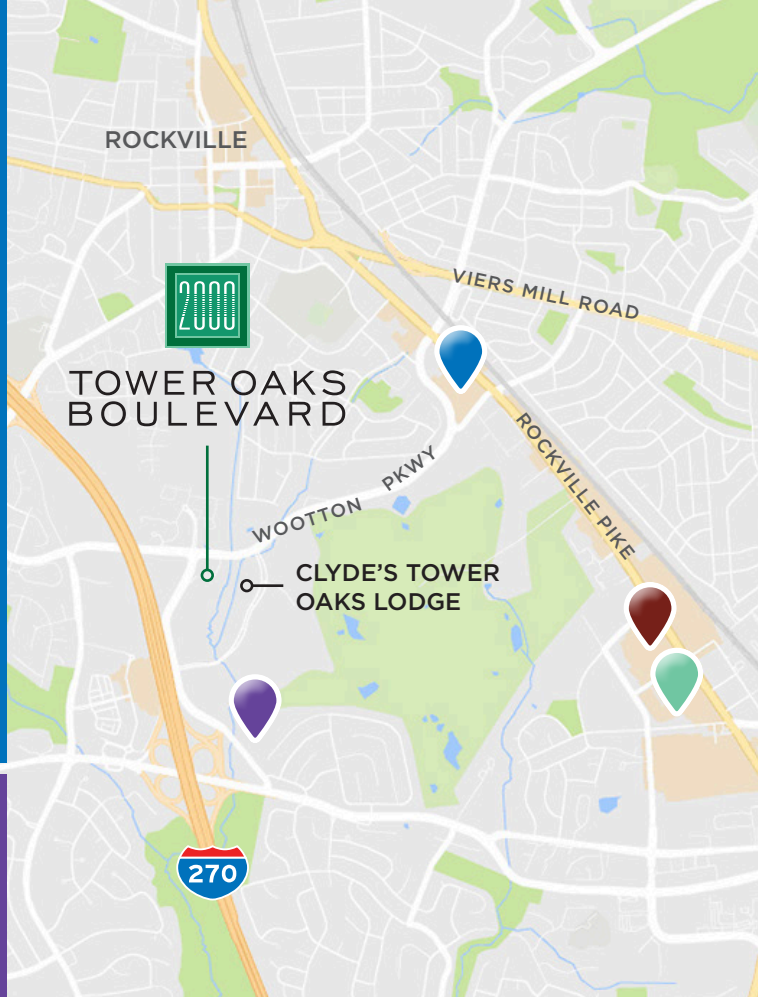 ROCKVILLE
2000
VIERS MILL ROAD
TOWER OAKS
BOULEVARD
ROCKVILLE PIKE
WOOTTON PKWY
CLYDE'S TOWER
OAKS LODGE
270